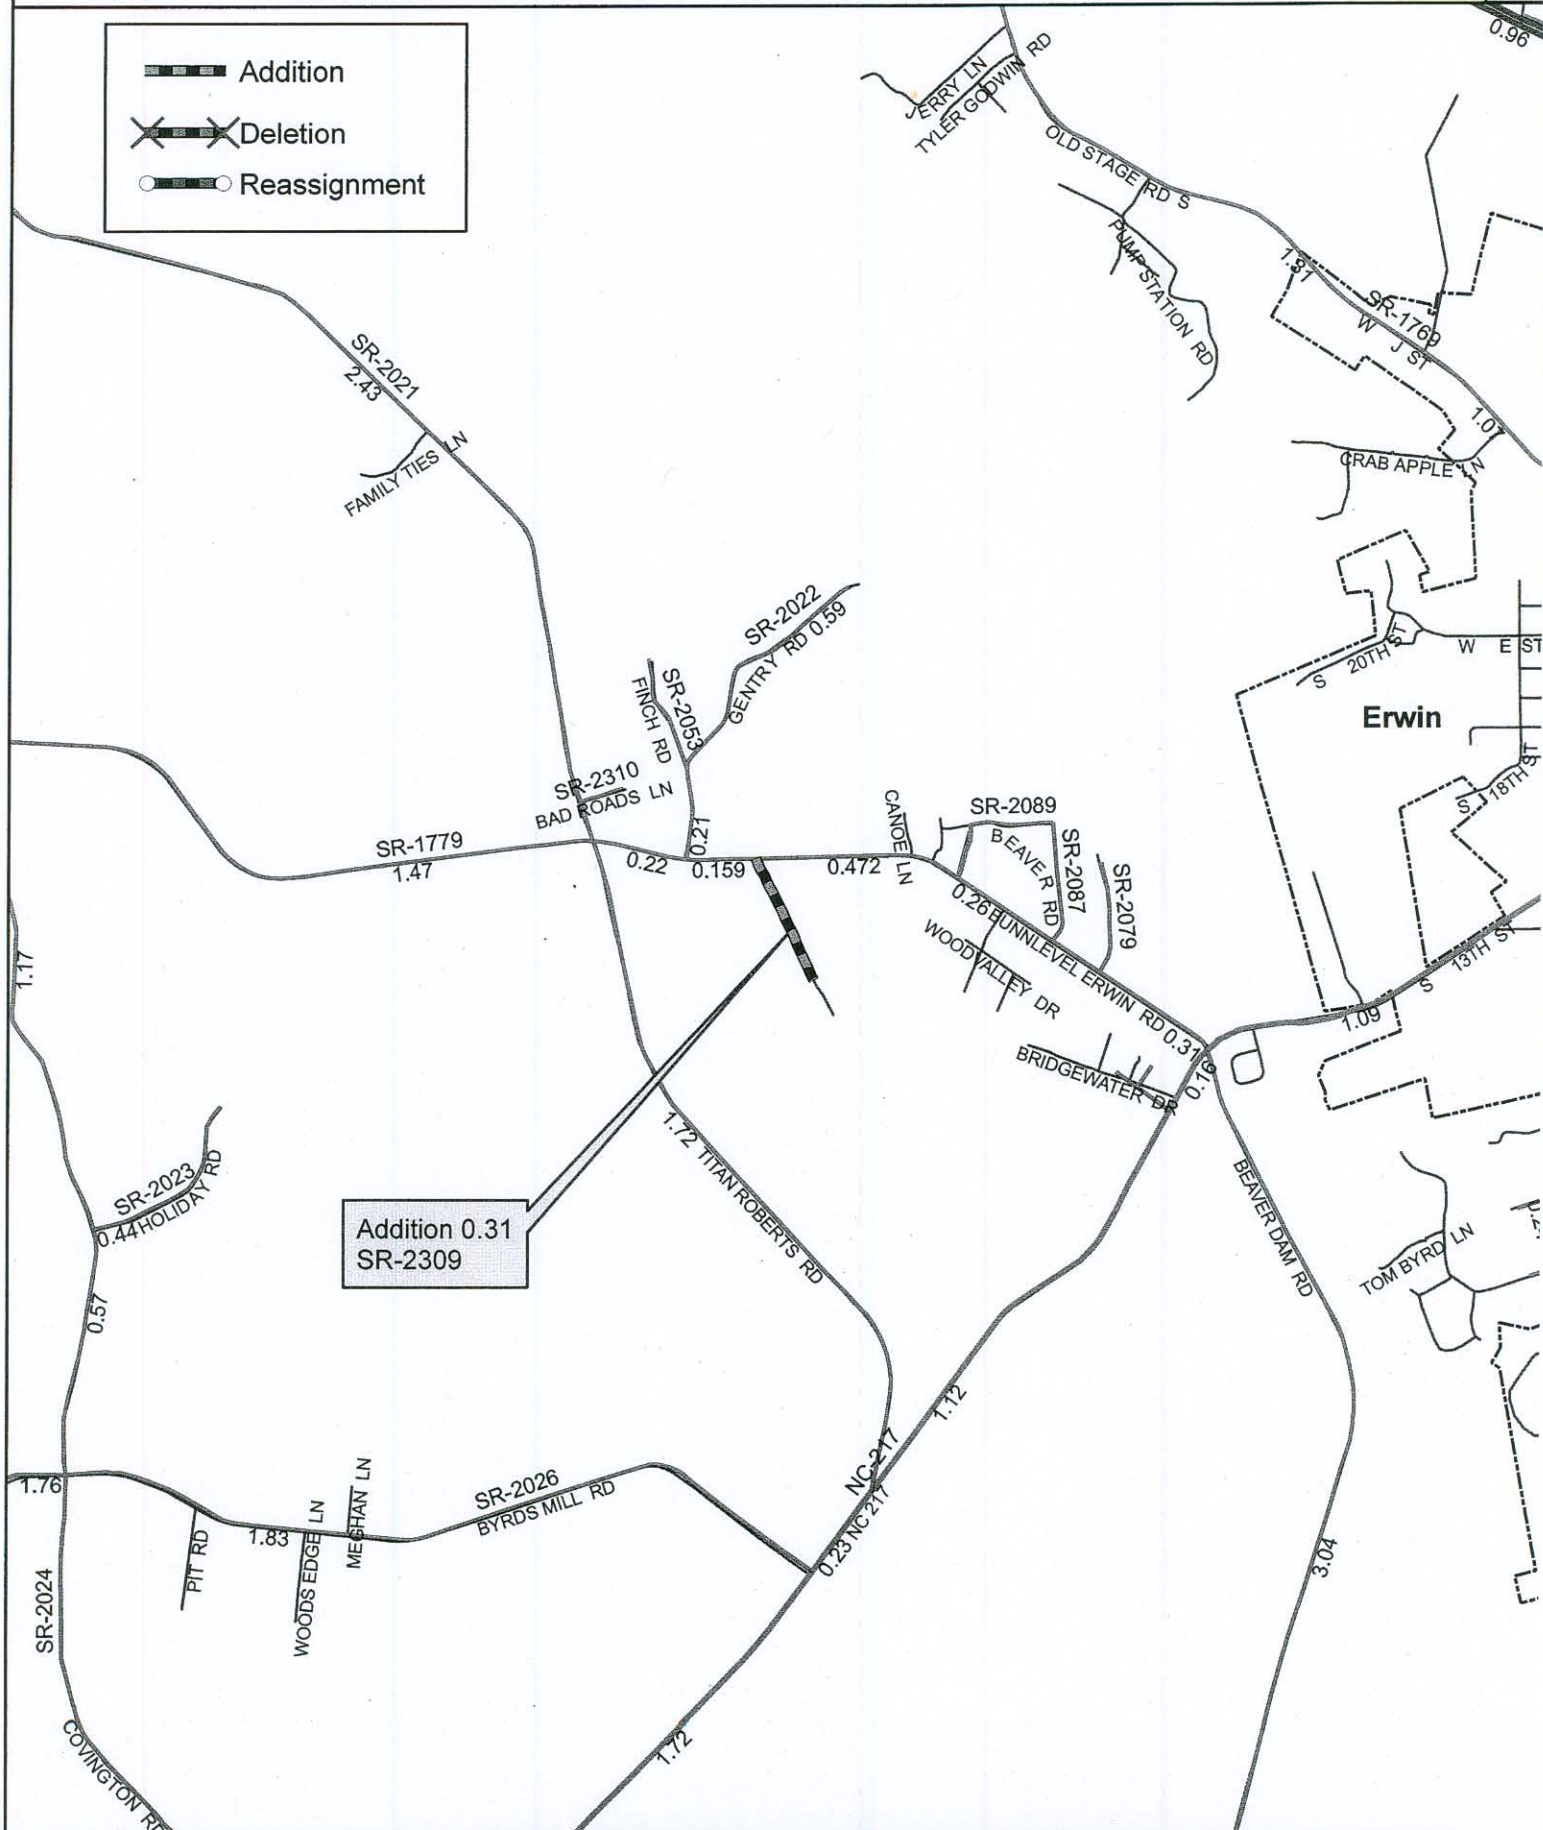 Addition
Deletion
Reassignment
0.96
JERRY LN
TYLER GODWIN RD
OLD STAGE RD S
PUMP STATION RD
1.31
SR-1769
W J ST
1.07
CRAB APPLE LN
SR-2021
2.43
FAMILY TIES LN
SR-2022
GENTRY RD 0.59
SR-2053
FINCH RD
S 20TH ST
W E ST
Erwin
S 18TH ST
SR-2310
BAD ROADS LN
SR-1779
1.47
0.22
0.21
0.159
0.472
CANOE LN
SR-2089
BEAVER RD
SR-2087
SR-2079
0.26 BUNNLEVEL ERWIN RD 0.31
WOODVALLEY DR
BRIDGEWATER DR
0.16
1.09
S 13TH ST
1.17
SR-2023
0.44 HOLIDAY RD
Addition 0.31
SR-2309
1.72 TITAN ROBERTS RD
BEAVER DAM RD
TOM BYRD LN
0.57
1.12
NC-217
0.23 NC 217
1.76
PIT RD
1.83
WOODS EDGE LN
MEGHAN LN
SR-2026
BYRDS MILL RD
SR-2024
3.04
1.72
COVINGTON RD